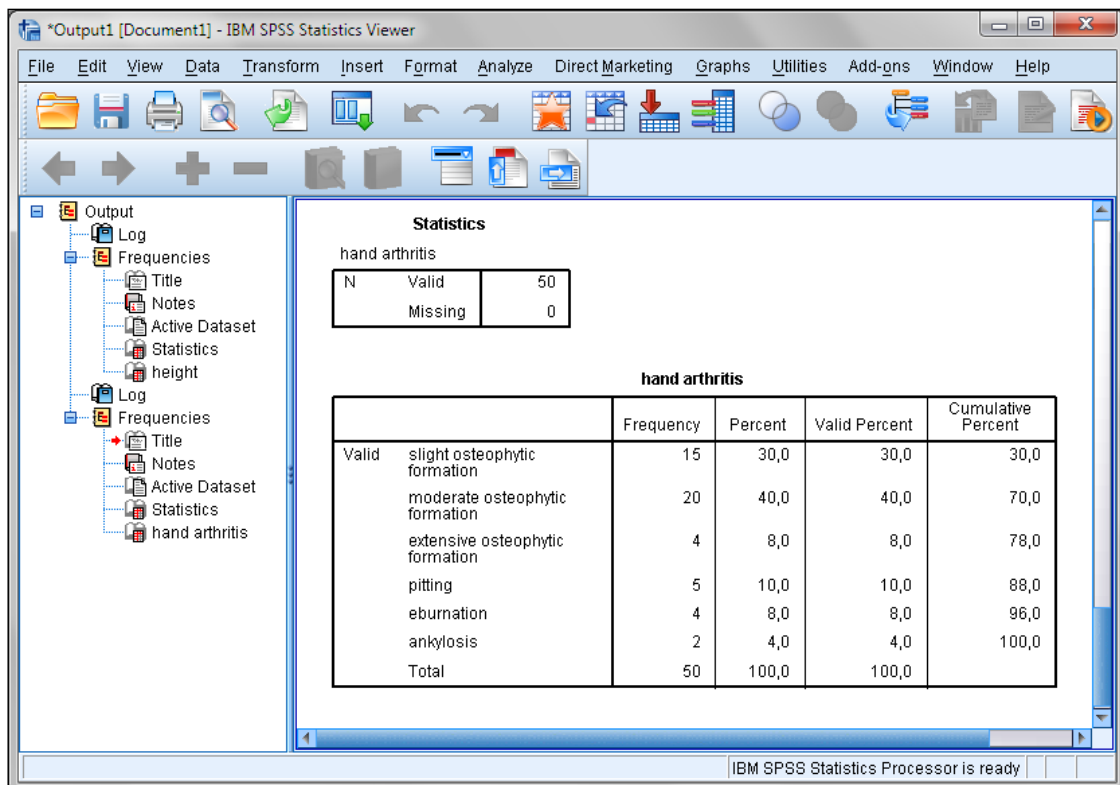 *Output1 [Document1] - IBM SPSS Statistics Viewer
File Edit View Data Transform Insert Format Analyze Direct Marketing Graphs Utilities Add-ons Window Help
Output
Log
Frequencies
Title
Notes
Active Dataset
Statistics
height
Log
Frequencies
Title
Notes
Active Dataset
Statistics
hand arthritis
Statistics
hand arthritis
N Valid 50
Missing 0
hand arthritis
Frequency Percent Valid Percent Cumulative
Percent
Valid slight osteophytic 15 30,0 30,0 30,0
formation
moderate osteophytic 20 40,0 40,0 70,0
formation
extensive osteophytic 4 8,0 8,0 78,0
formation
pitting 5 10,0 10,0 88,0
eburnation 4 8,0 8,0 96,0
ankylosis 2 4,0 4,0 100,0
Total 50 100,0 100,0
IBM SPSS Statistics Processor is ready